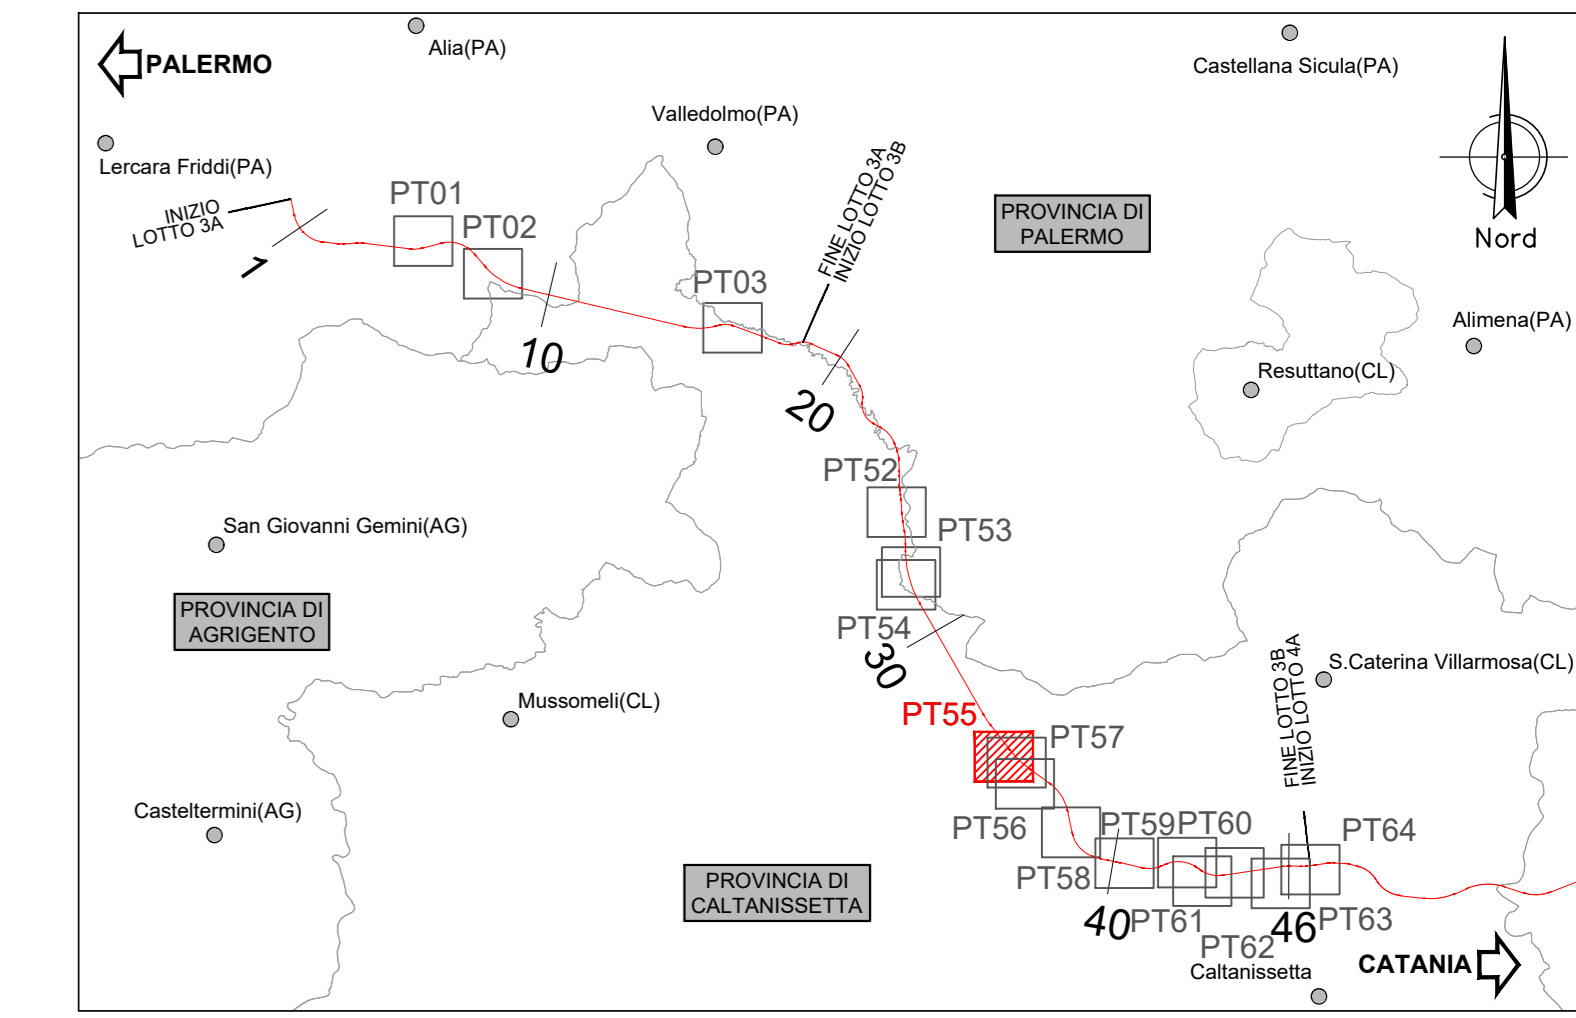 Alia(PA)
PALERMO
Castellana Sicula(PA)
Valledolmo(PA)
Lercara Friddi(PA)
INIZIO
LOTTO 3A
1
PT01
PT02
10
PT03
FINE LOTTO 3A
INIZIO LOTTO 3B
20
PROVINCIA DI
PALERMO
Nord
Alimena(PA)
Resuttano(CL)
PT52
San Giovanni Gemini(AG)
PT53
PROVINCIA DI
AGRIGENTO
PT54
30
S.Caterina Villarmosa(CL)
FINE LOTTO 3B
INIZIO LOTTO 4A
Mussomeli(CL)
PT55
PT57
Casteltermini(AG)
PT56
PT59
PT60
PT64
PROVINCIA DI
CALTANISSETTA
PT58
40
PT61
PT62
46
PT63
Caltanissetta
CATANIA